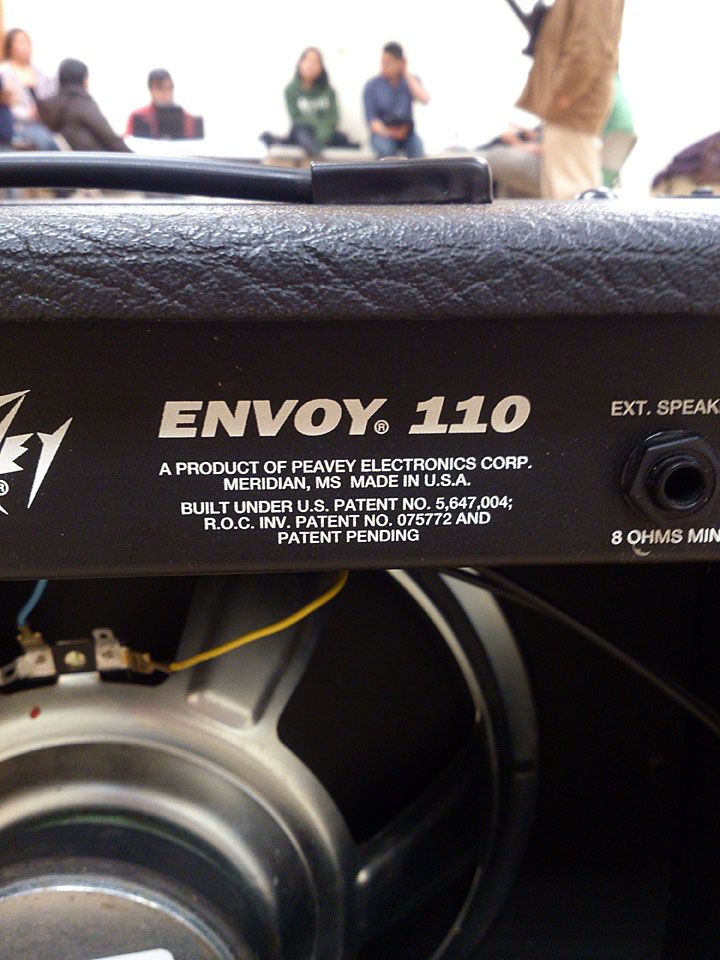 ENVOY® 110
EY®
A PRODUCT OF PEAVEY ELECTRONICS CORP.
MERIDIAN, MS MADE IN U.S.A.
BUILT UNDER U.S. PATENT NO. 5,647,004;
R.O.C. INV. PATENT NO. 075772 AND
PATENT PENDING
EXT. SPEAK
8 OHMS MIN